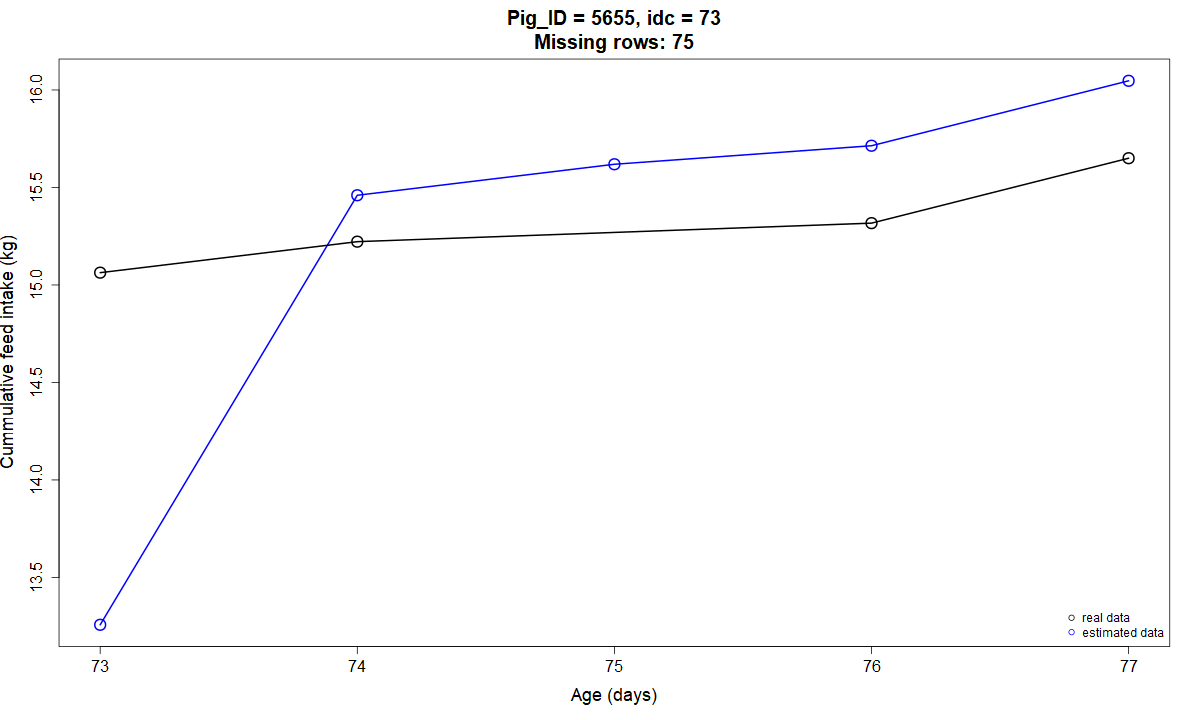 Pig_ID = 5655, idc = 73
Missing rows: 75
Cummulative feed intake (kg)
16.0
15.5
15.0
14.5
14.0
13.5
real data
estimated data
73 74 75 76 77
Age (days)